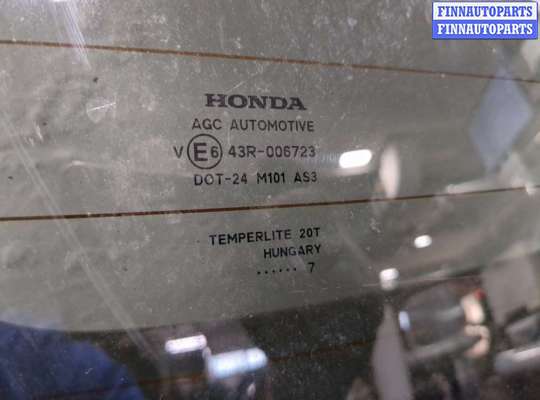 FINNAUTOPARTS
FINNAUTOPARTS
HONDA
AGC AUTOMOTIVE
V E6 43R-006723
DOT-24 M101 AS3
TEMPERLITE 20T
HUNGARY
...... 7